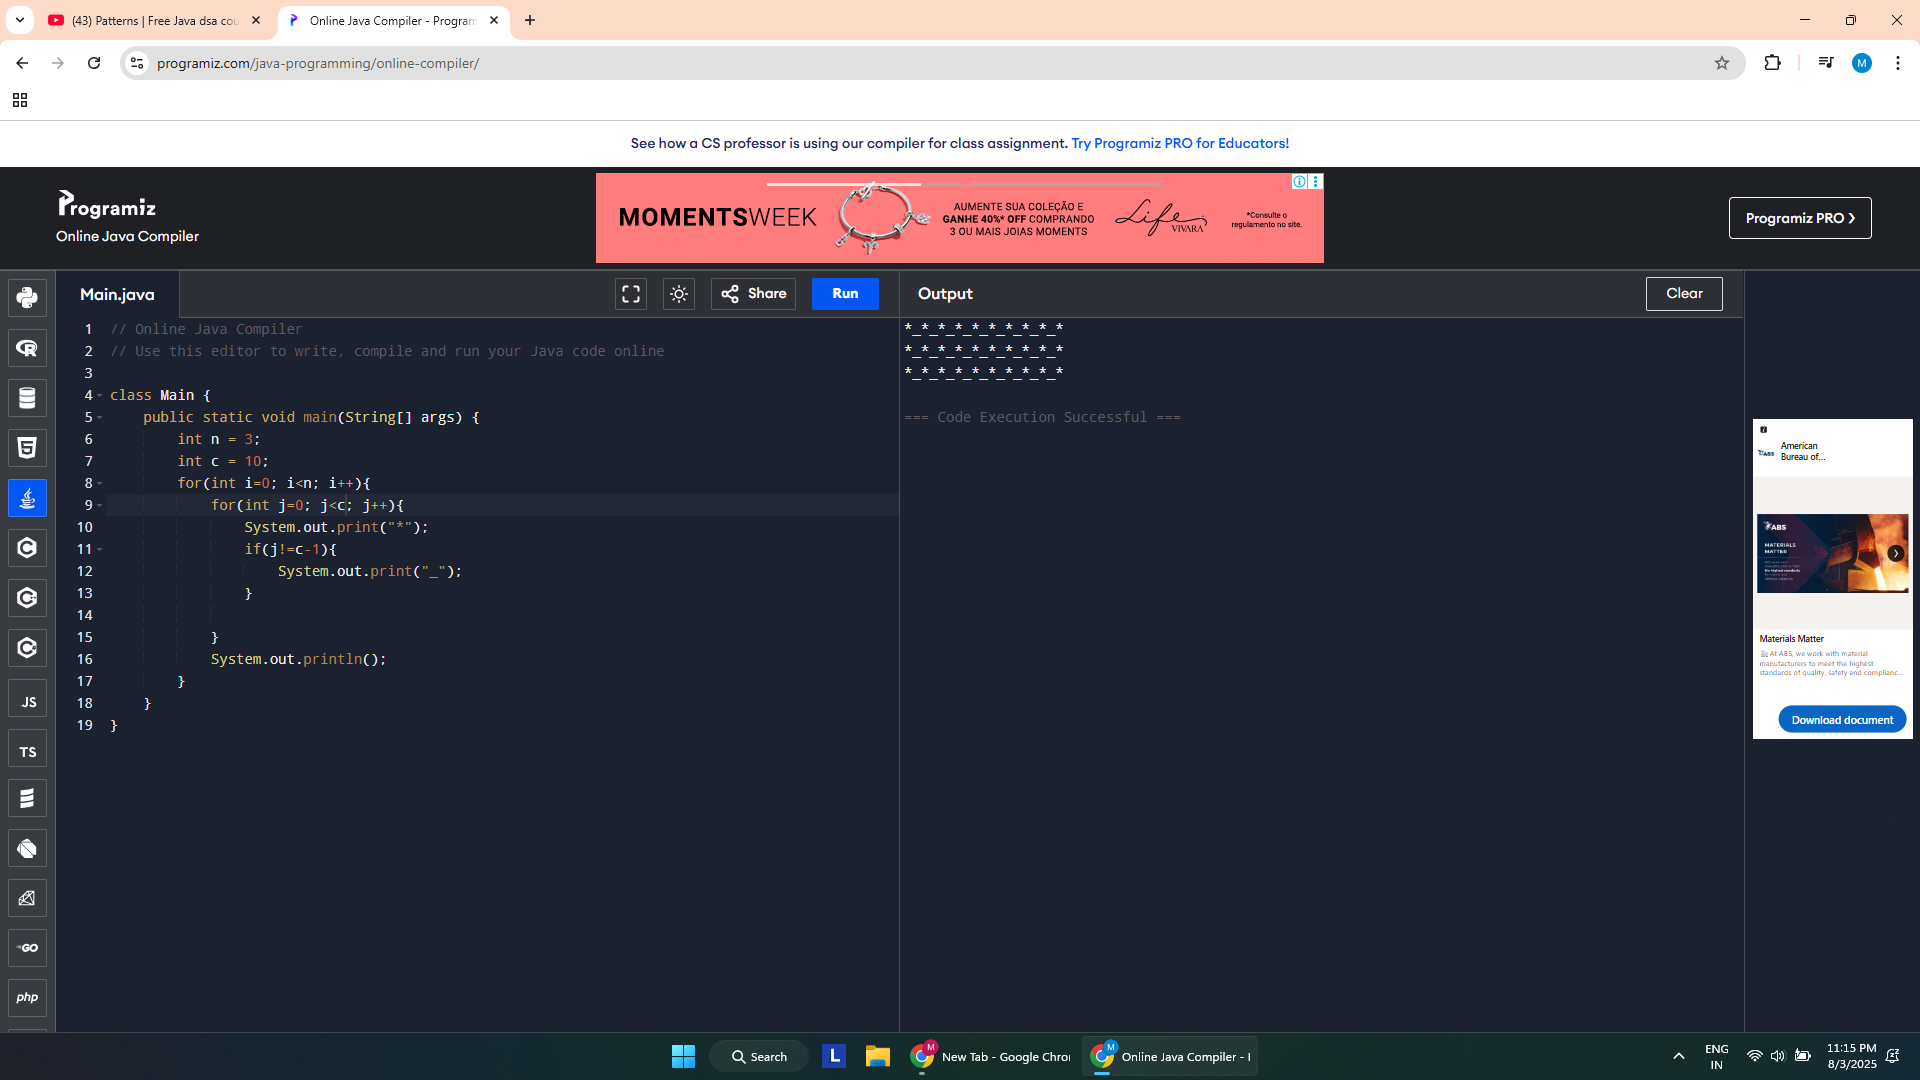 (43) Patterns | Free Java dsa cou
Online Java Compiler - Program
programiz.com/java-programming/online-compiler/
M
See how a CS professor is using our compiler for class assignment. Try Programiz PRO for Educators!
Programiz
Online Java Compiler
MOMENTSWEEK
AUMENTE SUA COLEÇÃO E
GANHE 40%* OFF COMPRANDO
3 OU MAIS JOIAS MOMENTS
Life
VIVARA
*Consulte o
regulamento no site.
Programiz PRO
Main.java
Share
Run
Output
Clear
1 // Online Java Compiler
2 // Use this editor to write, compile and run your Java code online
3
4 class Main {
5 public static void main(String[] args) {
6 int n = 3;
7 int c = 10;
8 for(int i=0; i<n; i++){
9 for(int j=0; j<c; j++){
10 System.out.print("*");
11 if(j!=c-1){
12 System.out.print("_");
13 }
14
15 }
16 System.out.println();
17 }
18 }
19 }
*_*_*_*_*_*_*_*_*_*
*_*_*_*_*_*_*_*_*_*
*_*_*_*_*_*_*_*_*_*
=== Code Execution Successful ===
JS
TS
GO
php
ABS
American
Bureau of...
ABS
MATERIALS
MATTER
Materials Matter
At ABS, we work with material
manufacturers to meet the highest
standards of quality, safety and complianc...
Download document
Search
L
M
New Tab - Google Chro
M
Online Java Compiler - I
ENG
IN
11:15 PM
8/3/2025